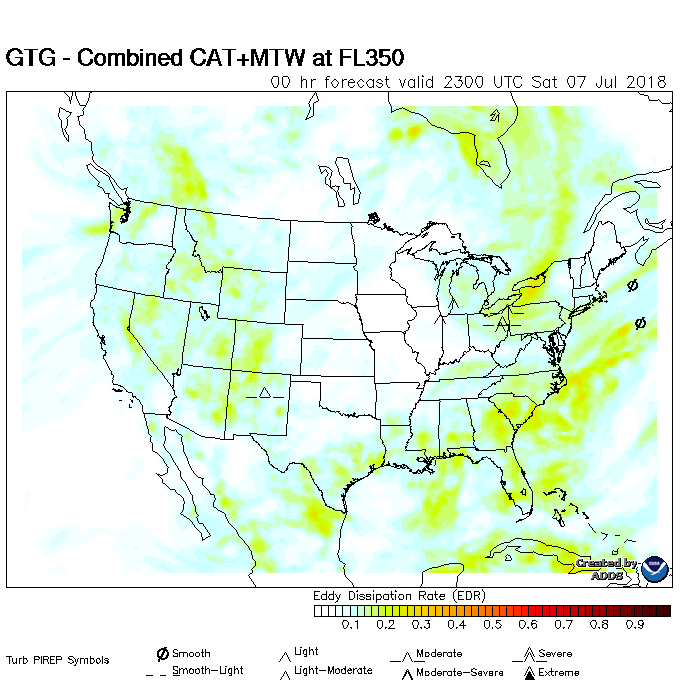 GTG - Combined CAT+MTW at FL350
00 hr forecast valid 2300 UTC Sat 07 Jul 2018
Created by
ADDS
Eddy Dissipation Rate (EDR)
0.1 0.2 0.3 0.4 0.5 0.6 0.7 0.8 0.9
Turb PIREP Symbols
Smooth Light Moderate Severe
Smooth-Light Light-Moderate Moderate-Severe Extreme